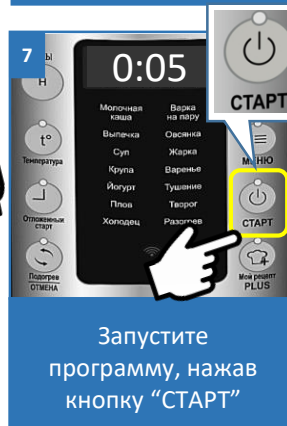 СТАРТ
7
Ы
Н
0:05
Молочная каша
Варка на пару
Выпечка
Овсянка
Суп
Жарка
Крупа
Варенье
Йогурт
Тушение
Плов
Творог
Холодец
Разогрев
t°
Температура
МЕНЮ
Отложенный старт
СТАРТ
Подогрев
ОТМЕНА
Мой рецепт
PLUS
Запустите
программу, нажав
кнопку “СТАРТ”